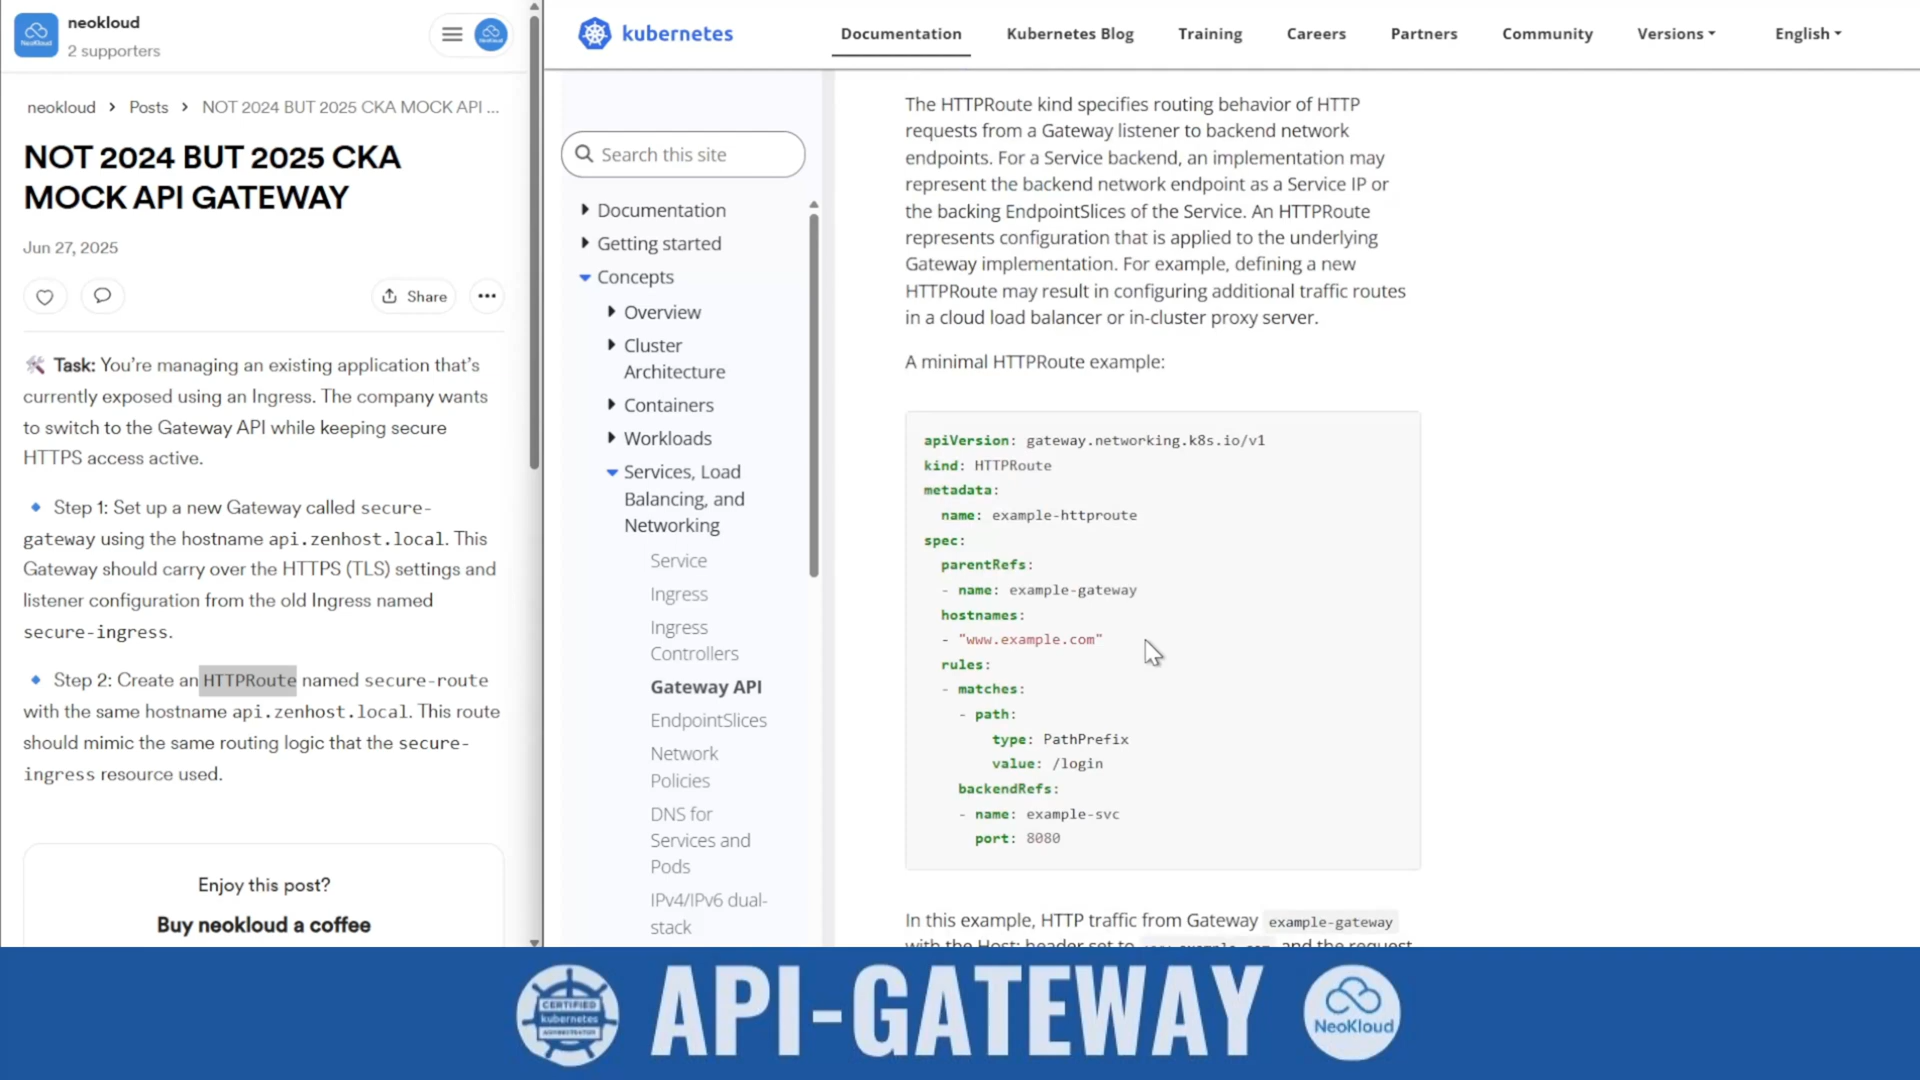 neokloud
2 supporters
neokloud > Posts > NOT 2024 BUT 2025 CKA MOCK API ...
NOT 2024 BUT 2025 CKA
MOCK API GATEWAY
Jun 27, 2025
Share
Task: You're managing an existing application that's
currently exposed using an Ingress. The company wants
to switch to the Gateway API while keeping secure
HTTPS access active.
Step 1: Set up a new Gateway called secure-
gateway using the hostname api.zenhost.local. This
Gateway should carry over the HTTPS (TLS) settings and
listener configuration from the old Ingress named
secure-ingress.
Step 2: Create an HTTPRoute named secure-route
with the same hostname api.zenhost.local. This route
should mimic the same routing logic that the secure-
ingress resource used.
Enjoy this post?
Buy neokloud a coffee
kubernetes
Documentation
Kubernetes Blog
Training
Careers
Partners
Community
Versions
English
Search this site
Documentation
Getting started
Concepts
Overview
Cluster
Architecture
Containers
Workloads
Services, Load
Balancing, and
Networking
Service
Ingress
Ingress
Controllers
Gateway API
EndpointSlices
Network
Policies
DNS for
Services and
Pods
IPv4/IPv6 dual-
stack
The HTTPRoute kind specifies routing behavior of HTTP
requests from a Gateway listener to backend network
endpoints. For a Service backend, an implementation may
represent the backend network endpoint as a Service IP or
the backing EndpointSlices of the Service. An HTTPRoute
represents configuration that is applied to the underlying
Gateway implementation. For example, defining a new
HTTPRoute may result in configuring additional traffic routes
in a cloud load balancer or in-cluster proxy server.
A minimal HTTPRoute example:
apiVersion: gateway.networking.k8s.io/v1
kind: HTTPRoute
metadata:
  name: example-httproute
spec:
  parentRefs:
  - name: example-gateway
  hostnames:
  - "www.example.com"
  rules:
  - matches:
    - path:
        type: PathPrefix
        value: /login
    backendRefs:
    - name: example-svc
      port: 8080
In this example, HTTP traffic from Gateway example-gateway
with the Host: header set to www.example.com and the request
CERTIFIED
kubernetes
ADMINISTRATOR
API-GATEWAY
NeoKloud